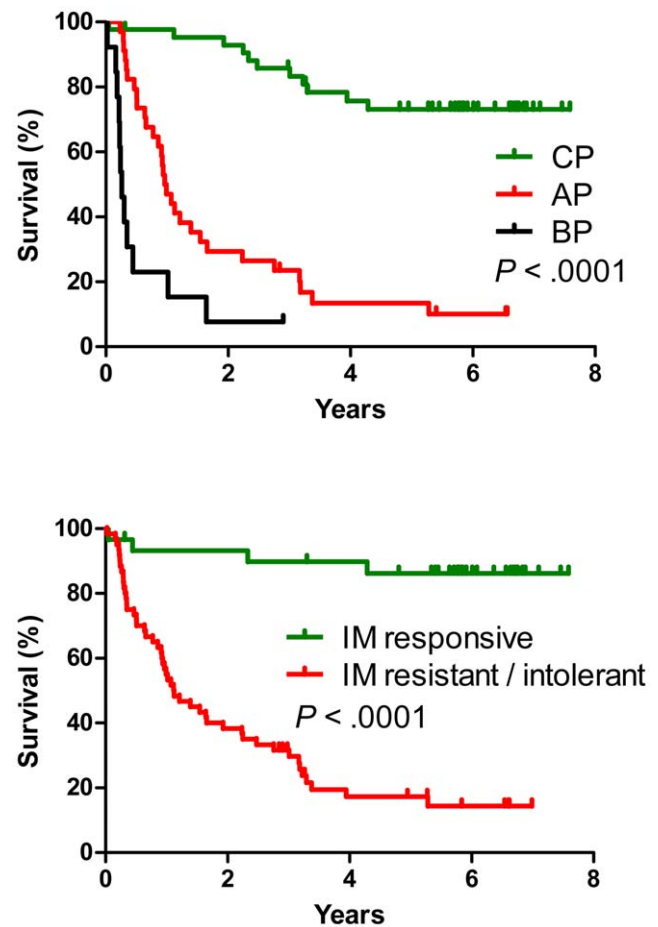 100
80
60
40
20
0
Survival (%)
CP
AP
BP
P < .0001
0 2 4 6 8
Years
100
80
60
40
20
0
Survival (%)
IM responsive
IM resistant / intolerant
P < .0001
0 2 4 6 8
Years